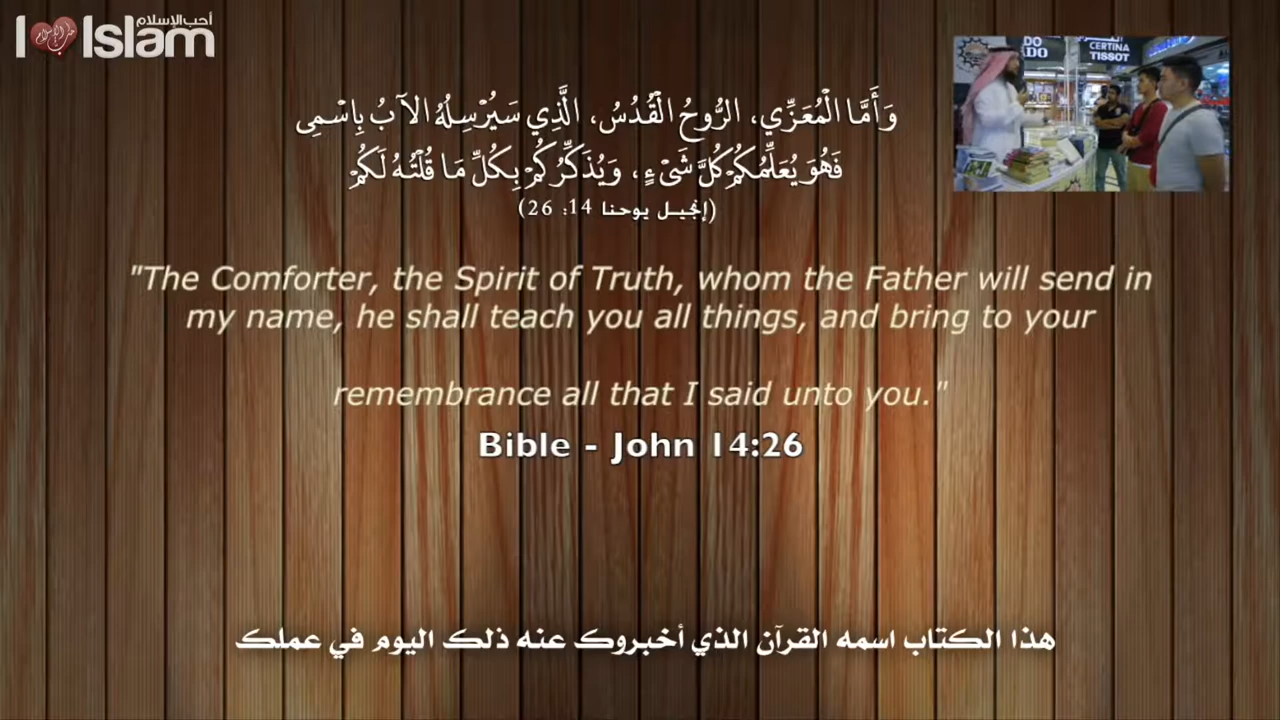 أحب الإسلام
I Islam
DO
ADO
CERTINA
TISSOT
وَأَمَّا الْمُعَزِّي، الرُّوحُ الْقُدُسُ، الَّذِي سَيُرْسِلُهُ الآبُ بِاسْمِى
فَهُوَ يُعَلِّمُكُمْ كُلَّ شَىْءٍ، وَيُذَكِّرُكُمْ بِكُلِّ مَا قُلْتُهُ لَكُمْ
(إنجيل يوحنا 14: 26)
"The Comforter, the Spirit of Truth, whom the Father will send in
my name, he shall teach you all things, and bring to your
remembrance all that I said unto you."
Bible - John 14:26
هذا الكتاب اسمه القرآن الذي أخبروك عنه ذلك اليوم في عملك